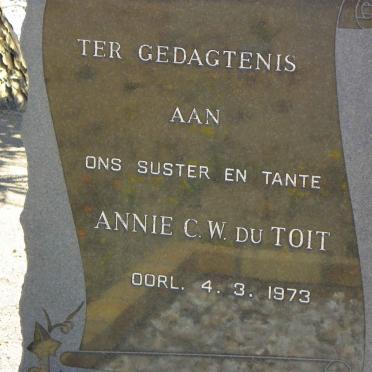 TER GEDAGTENIS
AAN
ONS SUSTER EN TANTE
ANNIE C.W. DU TOIT
OORL. 4. 3. 1973